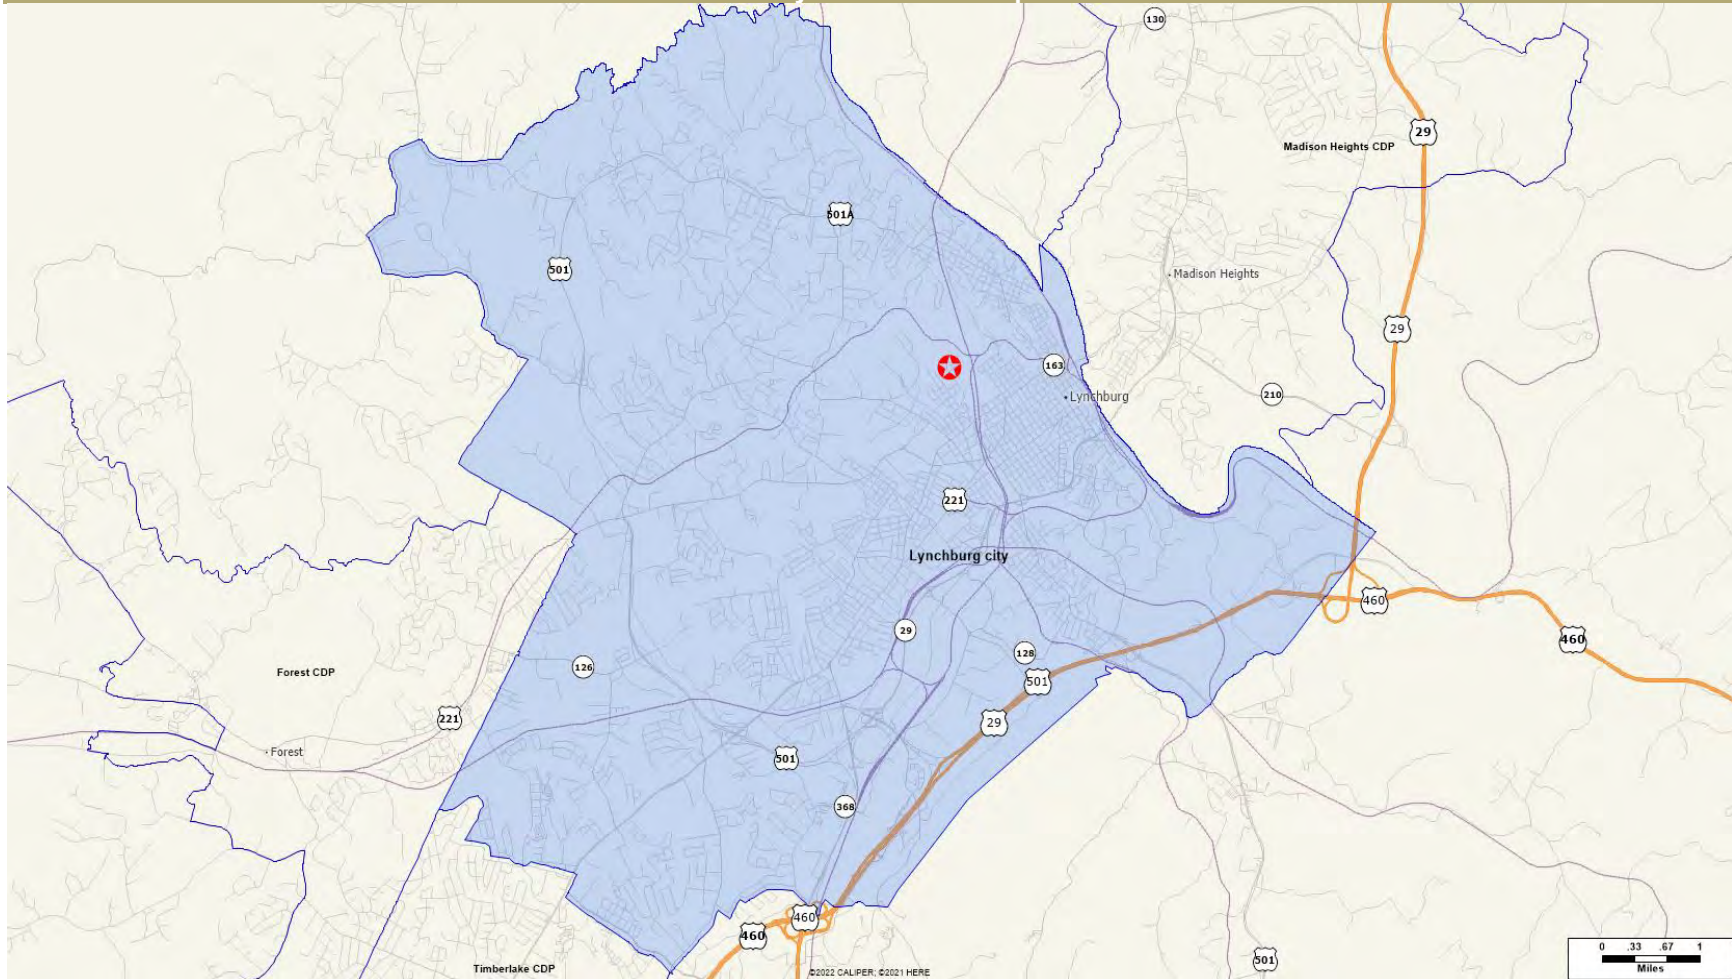 130
29
Madison Heights CDP
501A
501
Madison Heights
29
163
210
Lynchburg
221
Lynchburg city
460
29
460
128
126
Forest CDP
501
221
29
Forest
501
368
460
460
501
Timberlake CDP
©2022 CALIPER; ©2021 HERE
0 .33 .67 1
Miles